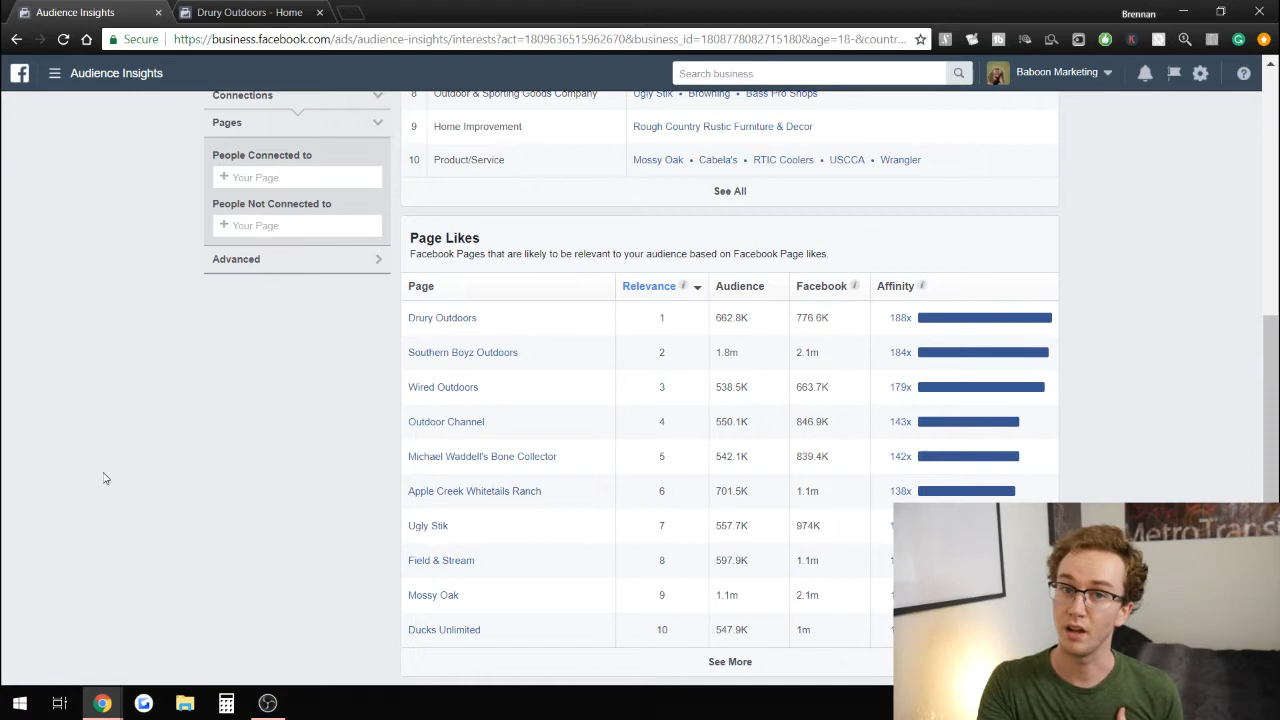 Audience Insights
Drury Outdoors - Home
Brennan
Secure
https://business.facebook.com/ads/audience-insights/interests?act=1809636515962670&business_id=1808778082715180&age=18-&countr...
Audience Insights
Search business
Baboon Marketing
Connections
Pages
People Connected to
+ Your Page
People Not Connected to
+ Your Page
Advanced
8 Outdoor & Sporting Goods Company Ugly Stik • Browning • Bass Pro Shops
9 Home Improvement Rough Country Rustic Furniture & Decor
10 Product/Service Mossy Oak • Cabela's • RTIC Coolers • USCCA • Wrangler
See All
Page Likes
Facebook Pages that are likely to be relevant to your audience based on Facebook Page likes.
Page Relevance Audience Facebook Affinity
Drury Outdoors 1 662.8K 776.6K 188x
Southern Boyz Outdoors 2 1.8m 2.1m 184x
Wired Outdoors 3 538.5K 663.7K 179x
Outdoor Channel 4 550.1K 846.9K 143x
Michael Waddell's Bone Collector 5 542.1K 839.4K 142x
Apple Creek Whitetails Ranch 6 701.5K 1.1m 138x
Ugly Stik 7 557.7K 974K
Field & Stream 8 597.9K 1.1m
Mossy Oak 9 1.1m 2.1m
Ducks Unlimited 10 547.9K 1m
See More
MetroTransi